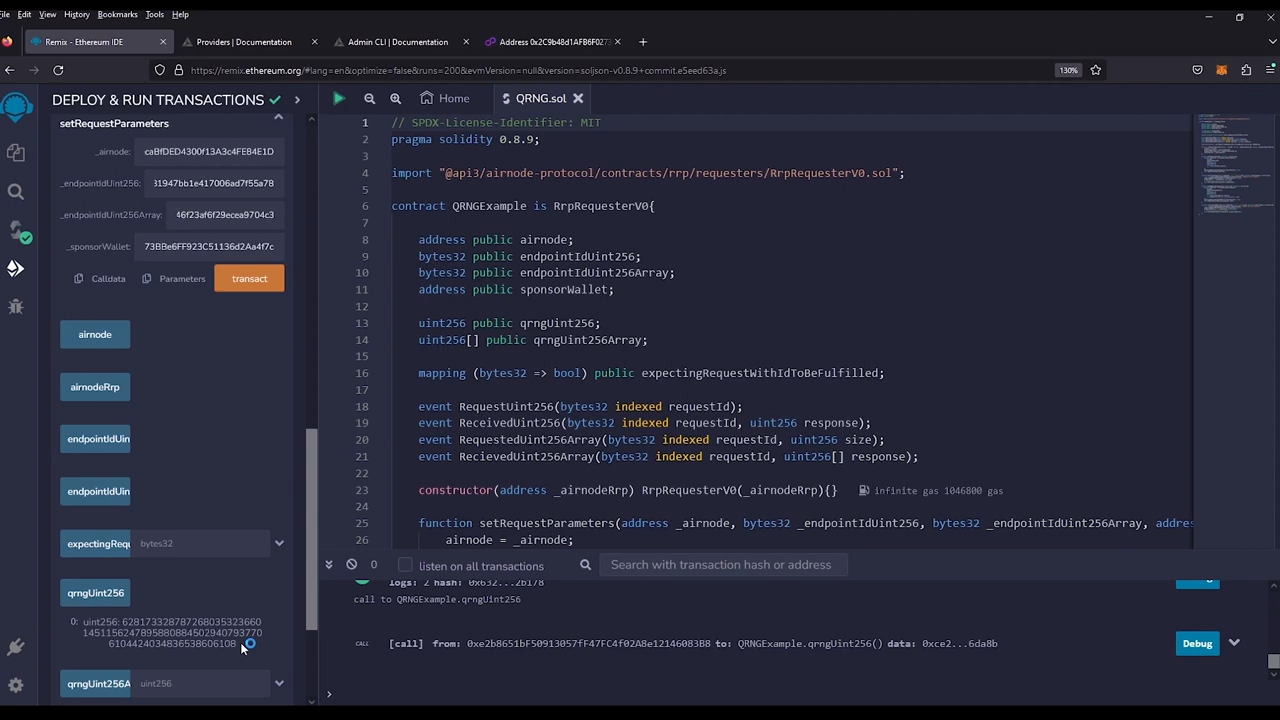 File Edit View History Bookmarks Tools Help
Remix - Ethereum IDE
Providers | Documentation
Admin CLI | Documentation
Address 0x2C9b48d1AFB6F0273
https://remix.ethereum.org/#lang=en&optimize=false&runs=200&evmVersion=null&version=soljson-v0.8.9+commit.e5eed63a.js
130%
DEPLOY & RUN TRANSACTIONS
Home
QRNG.sol
setRequestParameters
_airnode: caBfDED4300f13A3c4FE84E1D
_endpointIdUint256: 31947bb1e417006ad7f55a78
_endpointIdUint256Array: 46f23af6f29ecea9704c3
_sponsorWallet: 73BBe6FF923C51136d2Aa4f7c
Calldata Parameters transact
airnode
airnodeRrp
endpointIdUin
endpointIdUin
expectingRequ bytes32
qrngUint256
qrngUint256A uint256
1 // SPDX-License-Identifier: MIT
2 pragma solidity 0.8.9;
3
4 import "@api3/airnode-protocol/contracts/rrp/requesters/RrpRequesterV0.sol";
5
6 contract QRNGExample is RrpRequesterV0{
7
8 address public airnode;
9 bytes32 public endpointIdUint256;
10 bytes32 public endpointIdUint256Array;
11 address public sponsorWallet;
12
13 uint256 public qrngUint256;
14 uint256[] public qrngUint256Array;
15
16 mapping (bytes32 => bool) public expectingRequestWithIdToBeFulfilled;
17
18 event RequestUint256(bytes32 indexed requestId);
19 event ReceivedUint256(bytes32 indexed requestId, uint256 response);
20 event RequestedUint256Array(bytes32 indexed requestId, uint256 size);
21 event RecievedUint256Array(bytes32 indexed requestId, uint256[] response);
22
23 constructor(address _airnodeRrp) RrpRequesterV0(_airnodeRrp){} infinite gas 1046800 gas
24
25 function setRequestParameters(address _airnode, bytes32 _endpointIdUint256, bytes32 _endpointIdUint256Array, addres
26 airnode = _airnode;
0 listen on all transactions Search with transaction hash or address
call to QRNGExample.qrngUint256
CALL [call] from: 0xe2b8651bF50913057fF47FC4f02A8e12146083B8 to: QRNGExample.qrngUint256() data: 0xce2...6da8b Debug
>